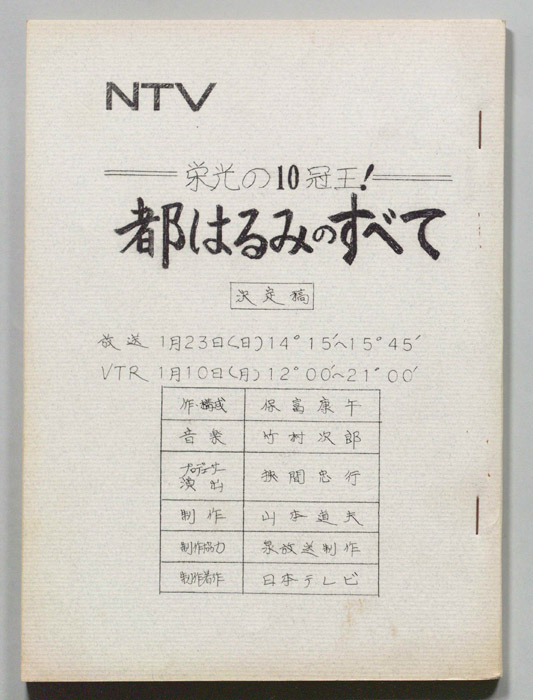 NTV
栄光の10冠王!
都はるみのすべて
決定稿
放送 1月23日(日)14°15′〜15°45′
VTR 1月10日(月)12°00′〜21°00′
作・構成 保富康午
音楽 竹村次郎
プロデューサー 演出 狭間忠行
制作 山本道夫
制作協力 泉放送制作
制作著作 日本テレビ